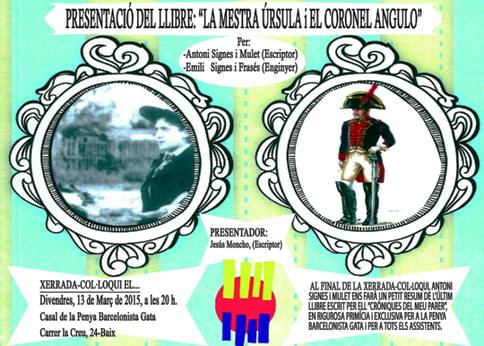 PRESENTACIÓ DEL LLIBRE: “LA MESTRA ÚRSULA i EL CORONEL ANGULO”
Per:
-Antoni Signes i Mulet (Escriptor)
-Emili Signes i Frasés (Enginyer)
PRESENTADOR:
Jesús Moncho, (Escriptor)
XERRADA-COL·LOQUI EL...
Divendres, 13 de Març de 2015, a les 20 h.
Casal de la Penya Barcelonista Gata
Carrer la Creu, 24-Baix
AL FINAL DE LA XERRADA-COL·LOQUI, ANTONI
SIGNES I MULET ENS FARÀ UN PETIT RESUM DE L'ÚLTIM
LLIBRE ESCRIT PER ELL “CRÒNIQUES DEL MEU PARER”,
EN RIGUROSA PRIMÍCIA I EXCLUSIVA PER A LA PENYA
BARCELONISTA GATA I PER A TOTS ELS ASSISTENTS.